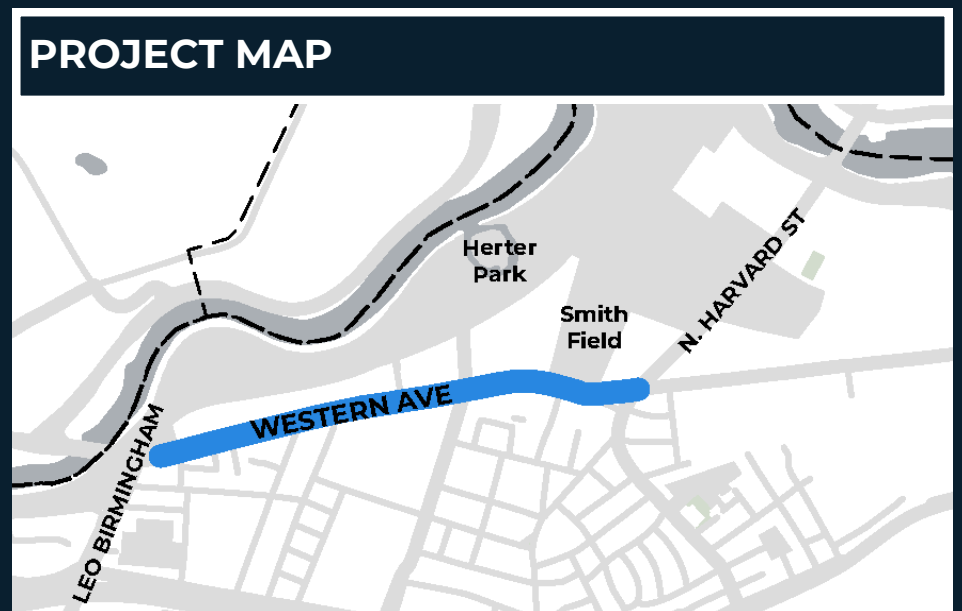 PROJECT MAP
Herter
Park
N. HARVARD ST
Smith
Field
WESTERN AVE
LEO BIRMINGHAM